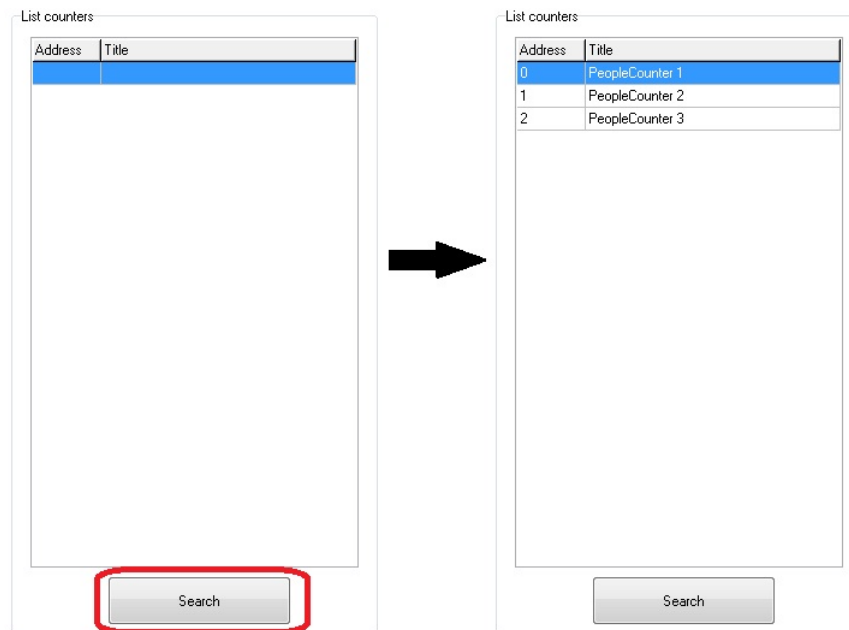 List counters
Address Title
Search
List counters
Address Title
0 PeopleCounter 1
1 PeopleCounter 2
2 PeopleCounter 3
Search